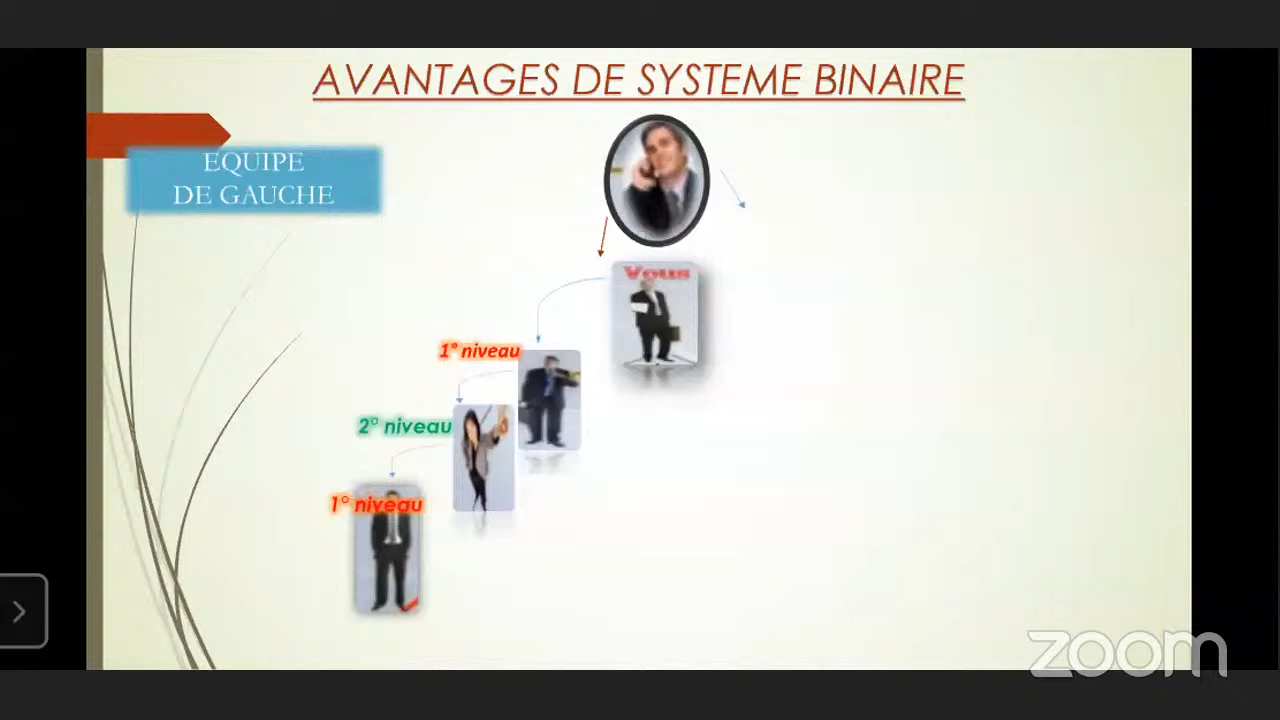 AVANTAGES DE SYSTEME BINAIRE
EQUIPE
DE GAUCHE
Vous
1° niveau
2° niveau
1° niveau
zoom